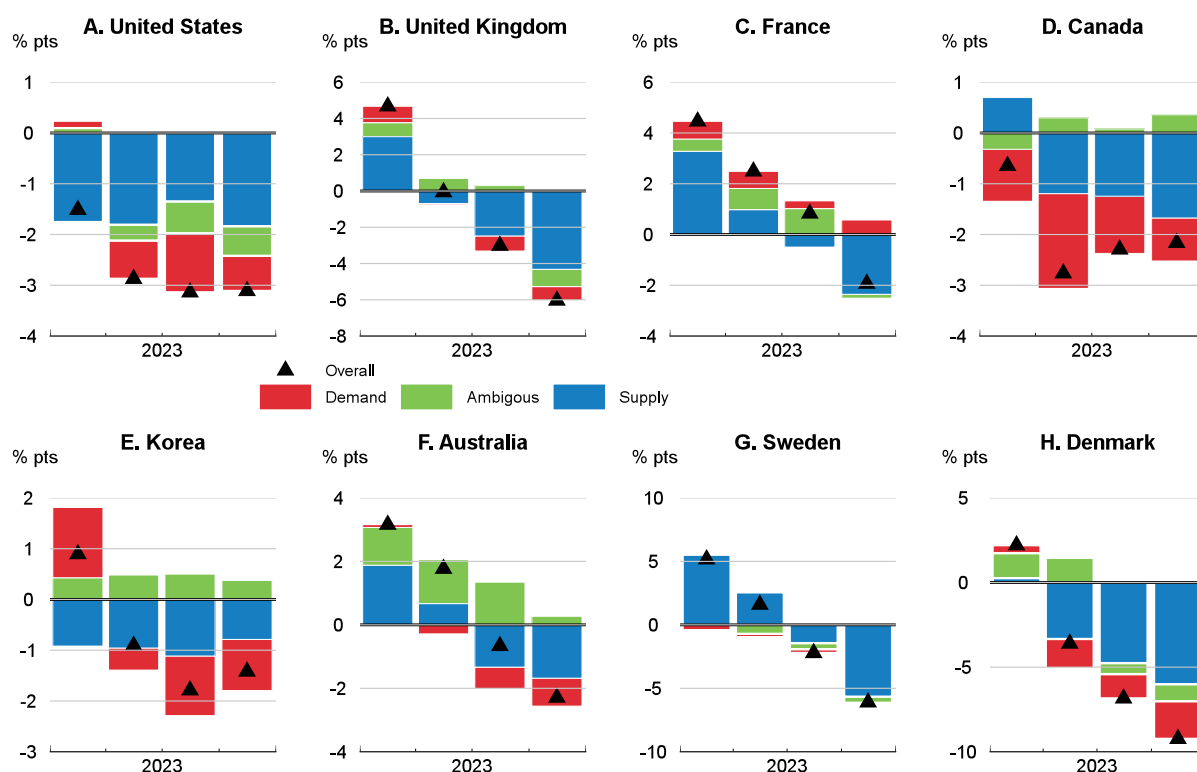 A. United States
B. United Kingdom
C. France
D. Canada
% pts
% pts
% pts
% pts
1
0
-1
-2
-3
-4
2023
6
4
2
0
-2
-4
-6
-8
2023
6
4
2
0
-2
-4
2023
1
0
-1
-2
-3
-4
2023
Overall
Demand
Ambigous
Supply
E. Korea
F. Australia
G. Sweden
H. Denmark
% pts
% pts
% pts
% pts
2
1
0
-1
-2
-3
2023
4
2
0
-2
-4
2023
10
5
0
-5
-10
2023
5
0
-5
-10
2023